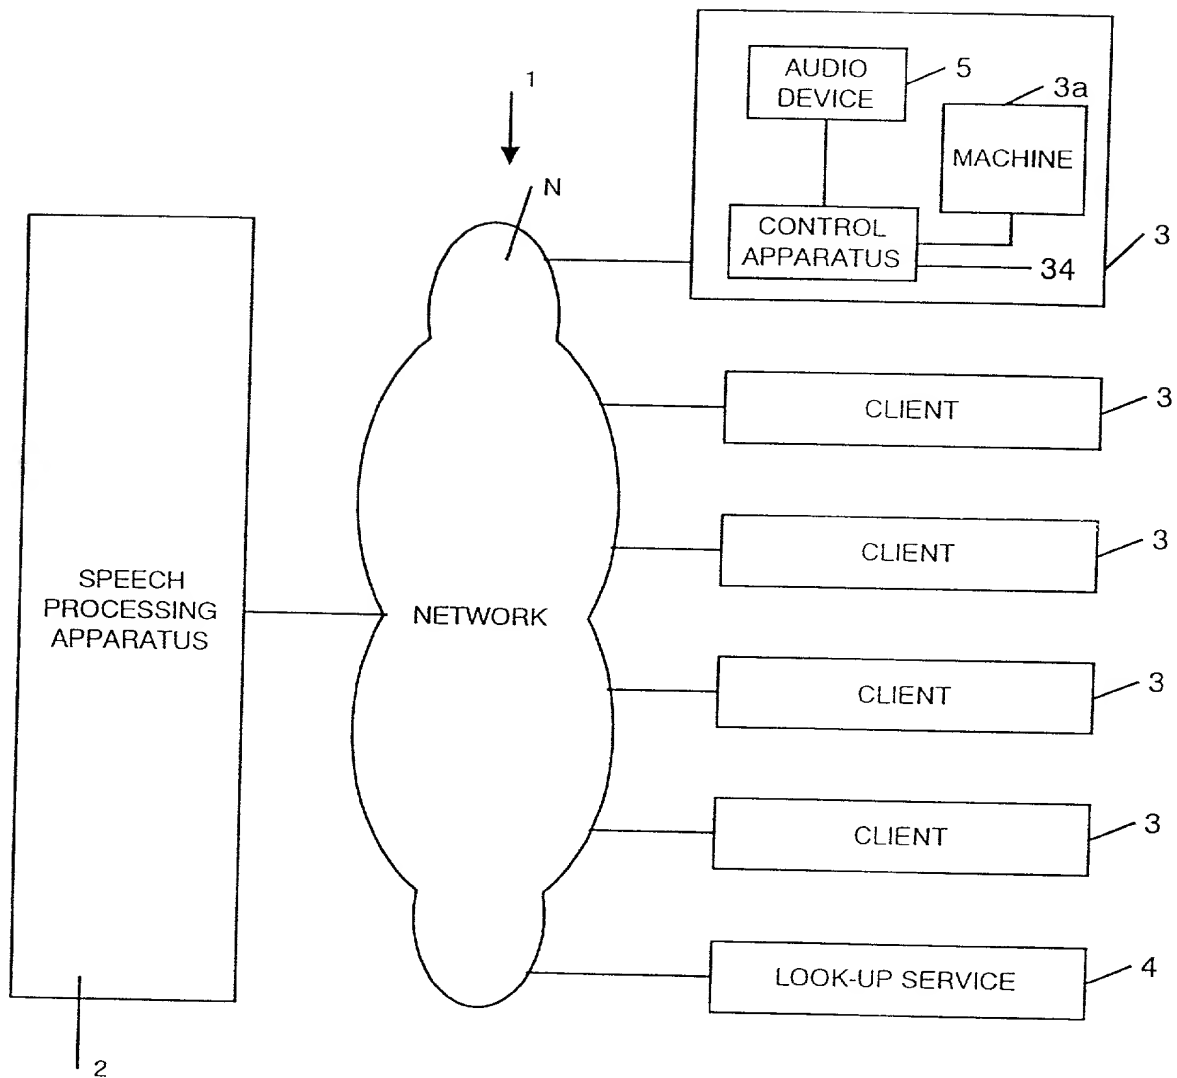 1
N
AUDIO
DEVICE
5
3a
MACHINE
CONTROL
APPARATUS
34
3
CLIENT
3
CLIENT
3
SPEECH
PROCESSING
APPARATUS
NETWORK
CLIENT
3
CLIENT
3
LOOK-UP SERVICE
4
2